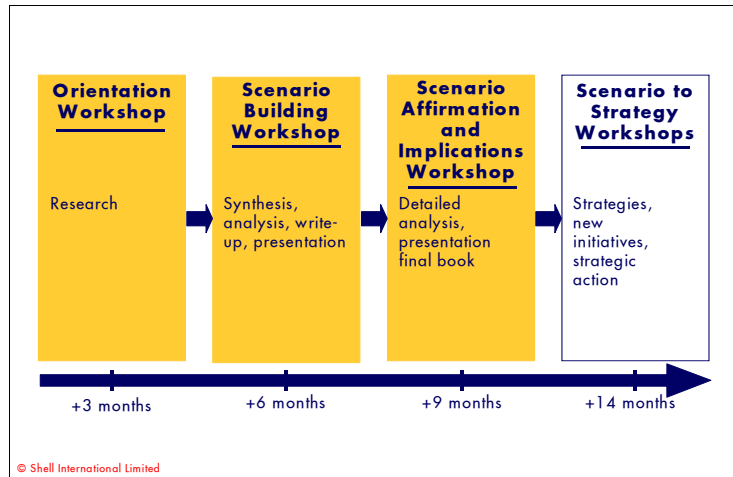 Orientation
Workshop
Research
Scenario
Building
Workshop
Synthesis,
analysis, write-
up, presentation
Scenario
Affirmation
and
Implications
Workshop
Detailed
analysis,
presentation
final book
Scenario to
Strategy
Workshops
Strategies,
new
initiatives,
strategic
action
+3 months
+6 months
+9 months
+14 months
© Shell International Limited